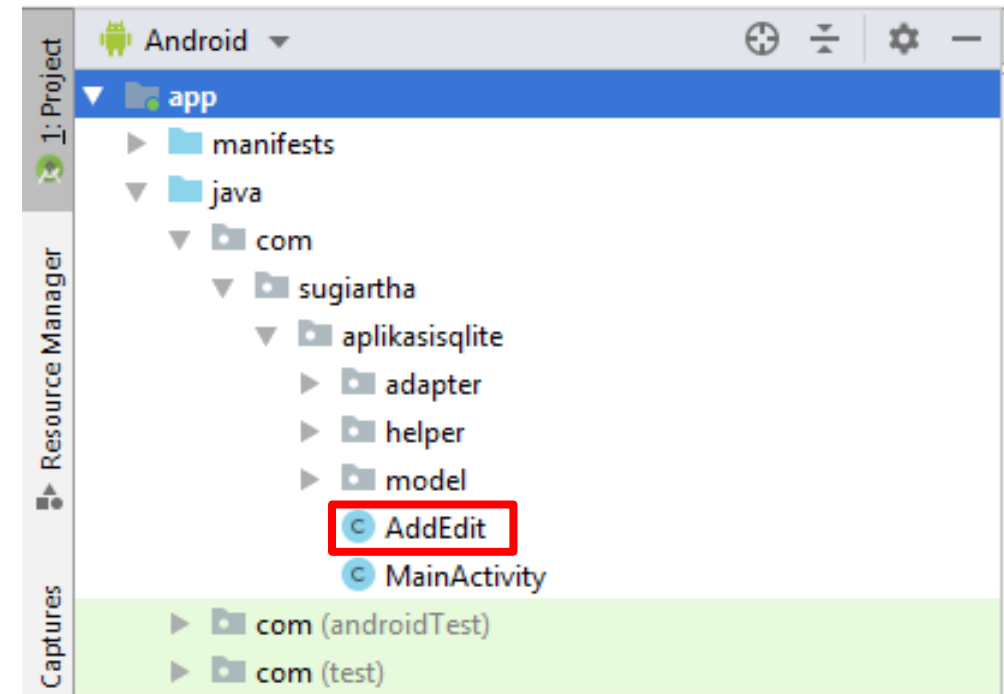 Android
app
manifests
java
com
sugiartha
aplikasisqlite
adapter
helper
model
C AddEdit
C MainActivity
com (androidTest)
com (test)
1: Project
Resource Manager
Captures